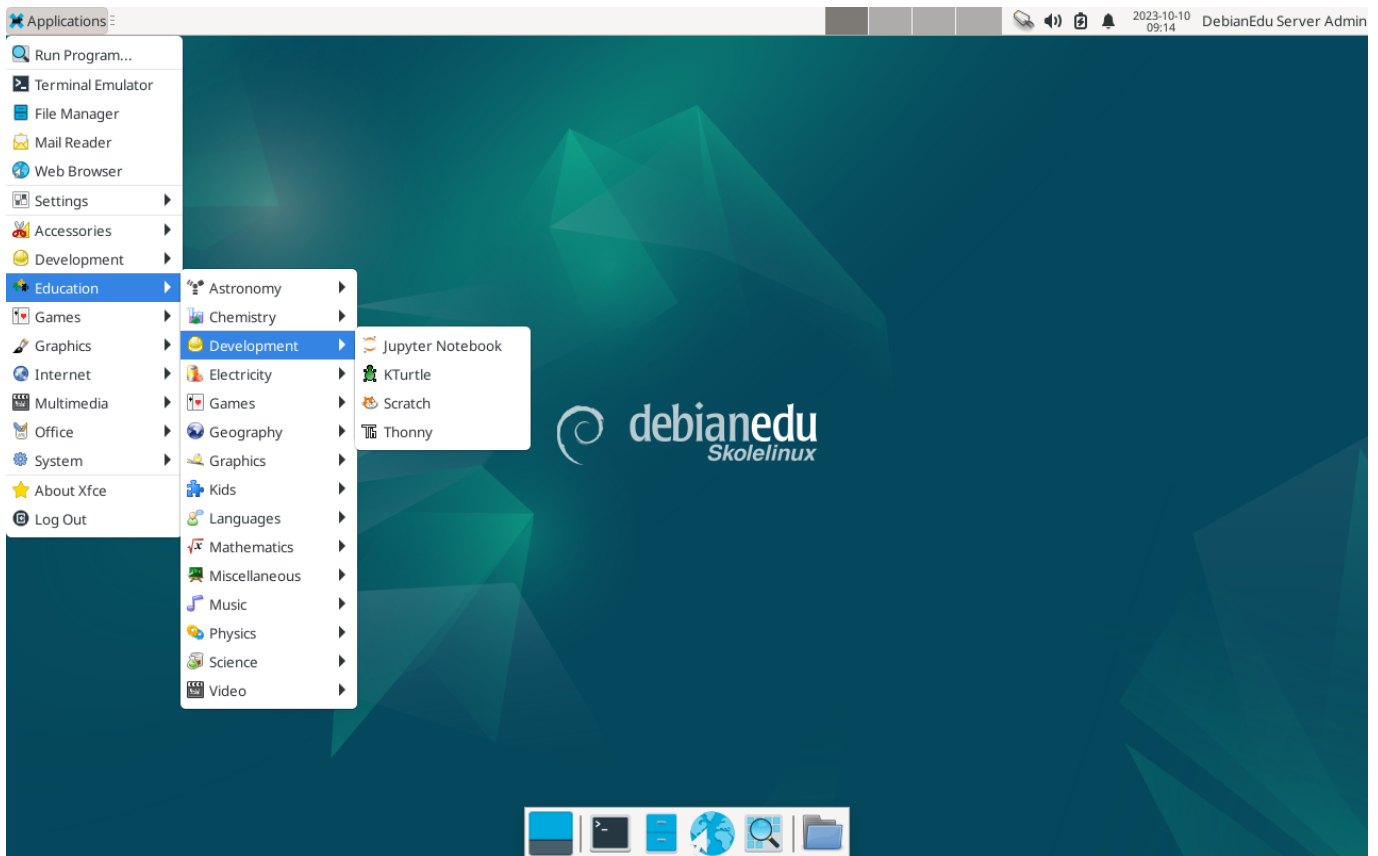 Applications
2023-10-10
09:14
DebianEdu Server Admin
Run Program...
Terminal Emulator
File Manager
Mail Reader
Web Browser
Settings
Accessories
Development
Education
Games
Graphics
Internet
Multimedia
Office
System
About Xfce
Log Out
Astronomy
Chemistry
Development
Electricity
Games
Geography
Graphics
Kids
Languages
Mathematics
Miscellaneous
Music
Physics
Science
Video
Jupyter Notebook
KTurtle
Scratch
Thonny
debianedu
Skolelinux